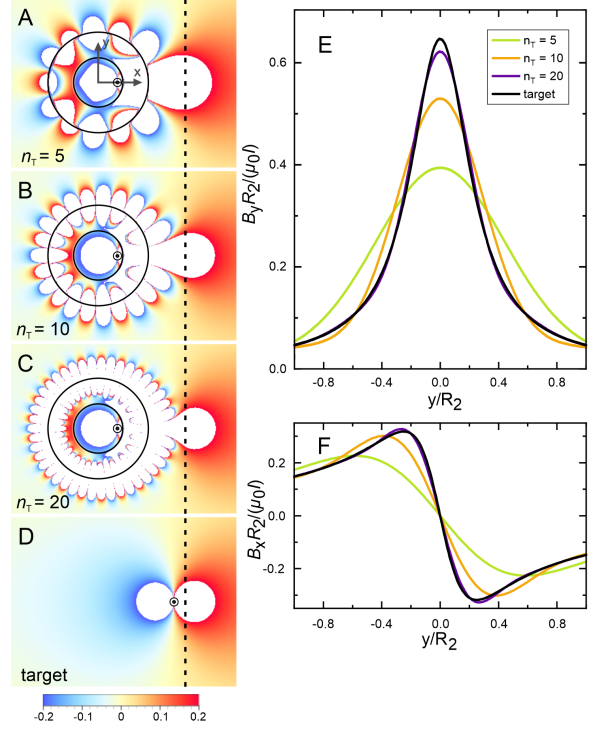 A
y
x
n_T = 5
B
n_T = 10
C
n_T = 20
D
target
-0.2 -0.1 0 0.1 0.2
E
n_T = 5
n_T = 10
n_T = 20
target
B_yR_2/(μ_0I)
0.6
0.4
0.2
0.0
-0.8 -0.4 0.0 0.4 0.8
y/R_2
F
B_xR_2/(μ_0I)
0.2
0.0
-0.2
-0.8 -0.4 0.0 0.4 0.8
y/R_2